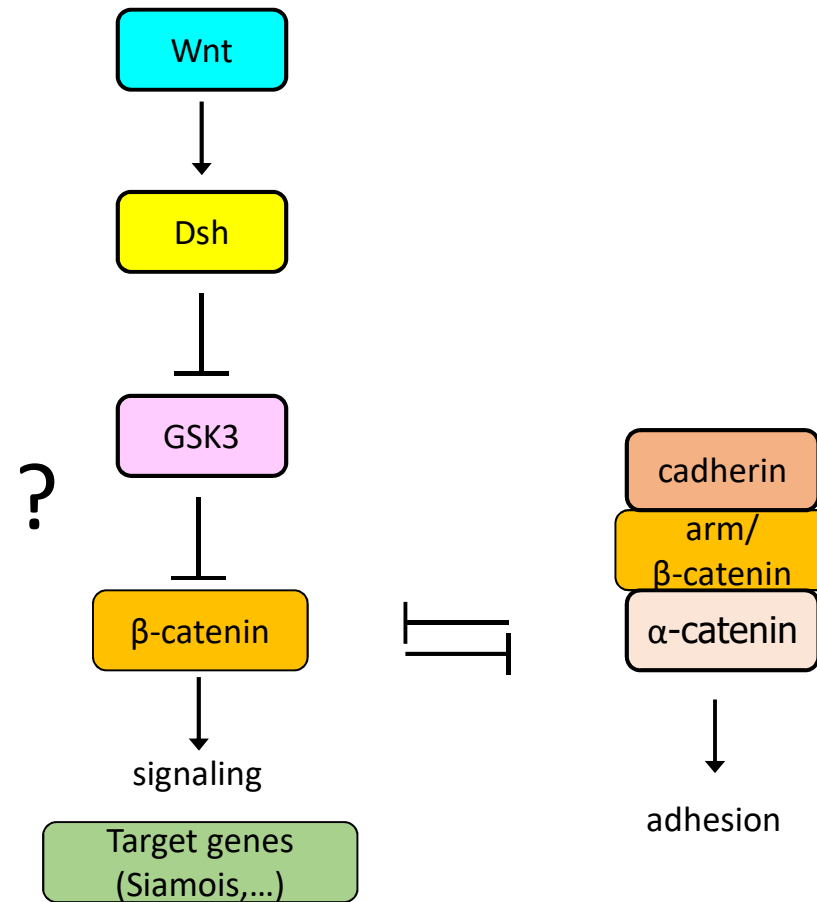 Wnt
Dsh
GSK3
?
β-catenin
signaling
Target genes
(Siamois,...)
cadherin
arm/
β-catenin
α-catenin
adhesion